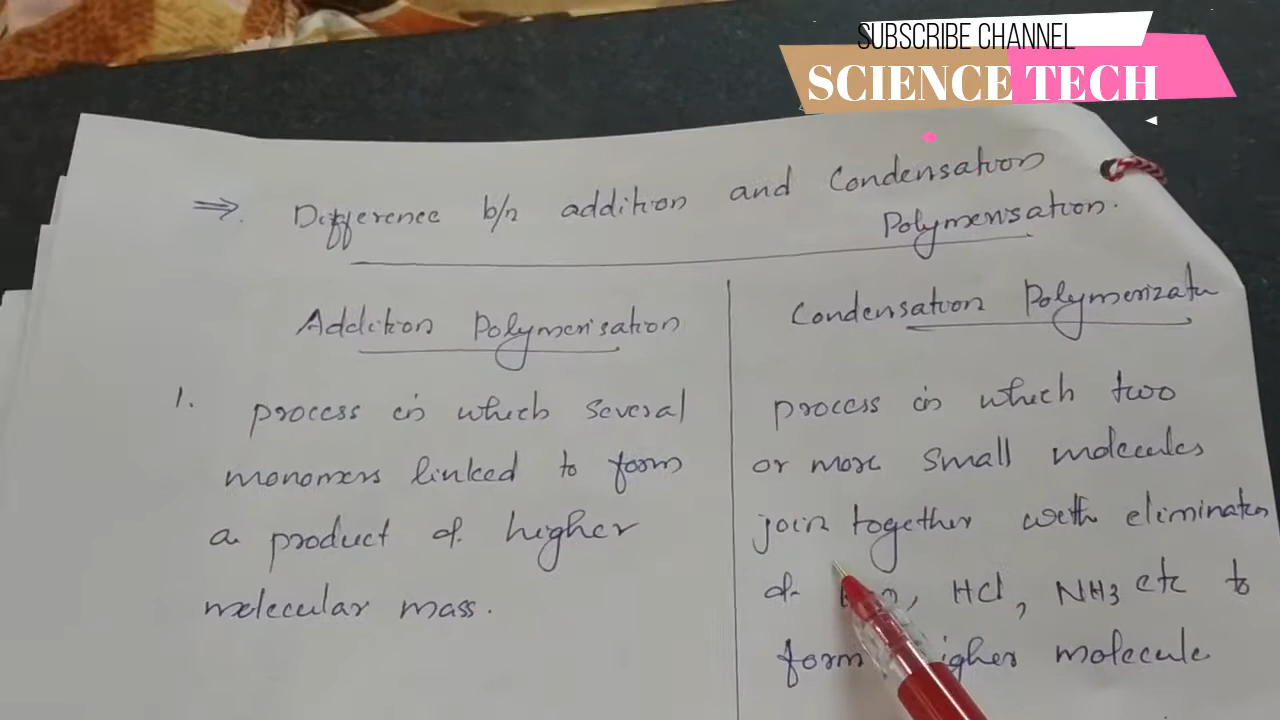 SUBSCRIBE CHANNEL
SCIENCE TECH
⇒ Difference b/n addition and Condensation
Polymerisation.
Addition Polymerisation
1. process in which several
monomers linked to form
a product of higher
molecular mass.
Condensation Polymerizatn
process in which two
or more small molecules
join together with elimination
of HCl, NH3 etc to
form higher molecule